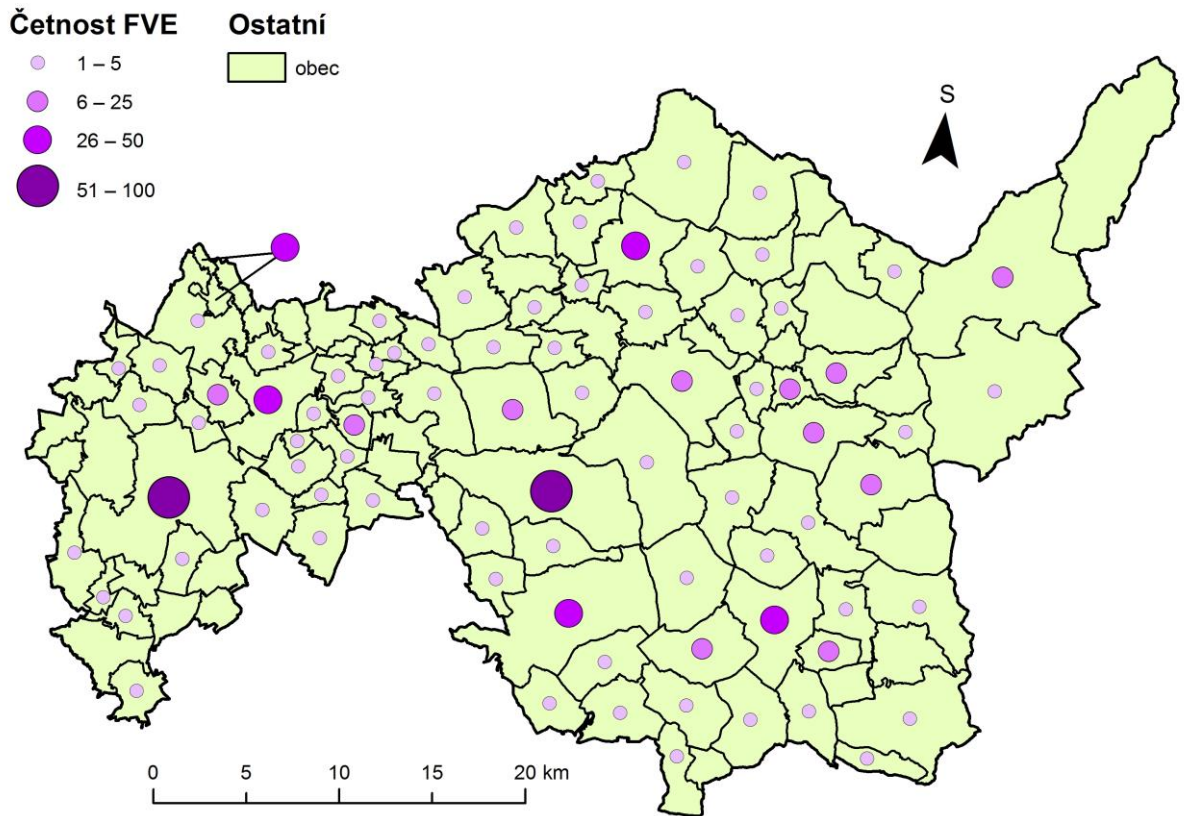 Četnost FVE
1 – 5
6 – 25
26 – 50
51 – 100
Ostatní
obec
S
0 5 10 15 20 km